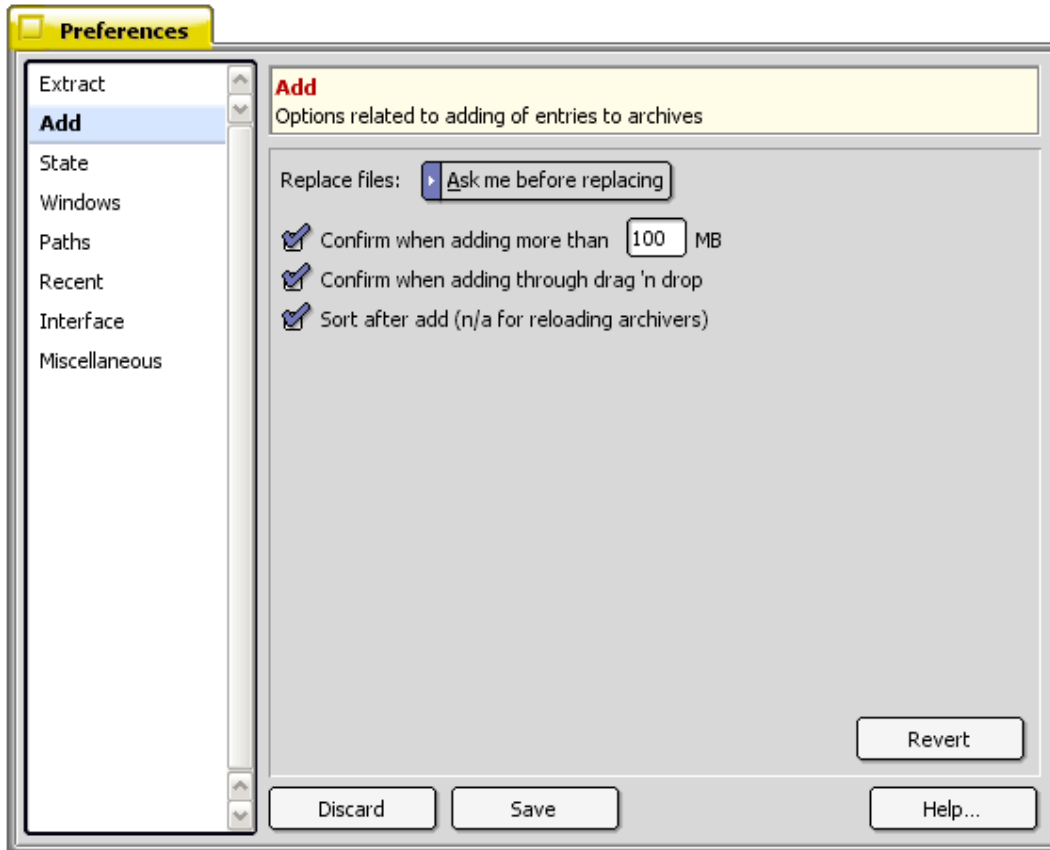 Preferences
Extract
Add
State
Windows
Paths
Recent
Interface
Miscellaneous
Add
Options related to adding of entries to archives
Replace files: Ask me before replacing
Confirm when adding more than 100 MB
Confirm when adding through drag 'n drop
Sort after add (n/a for reloading archivers)
Revert
Discard Save Help...